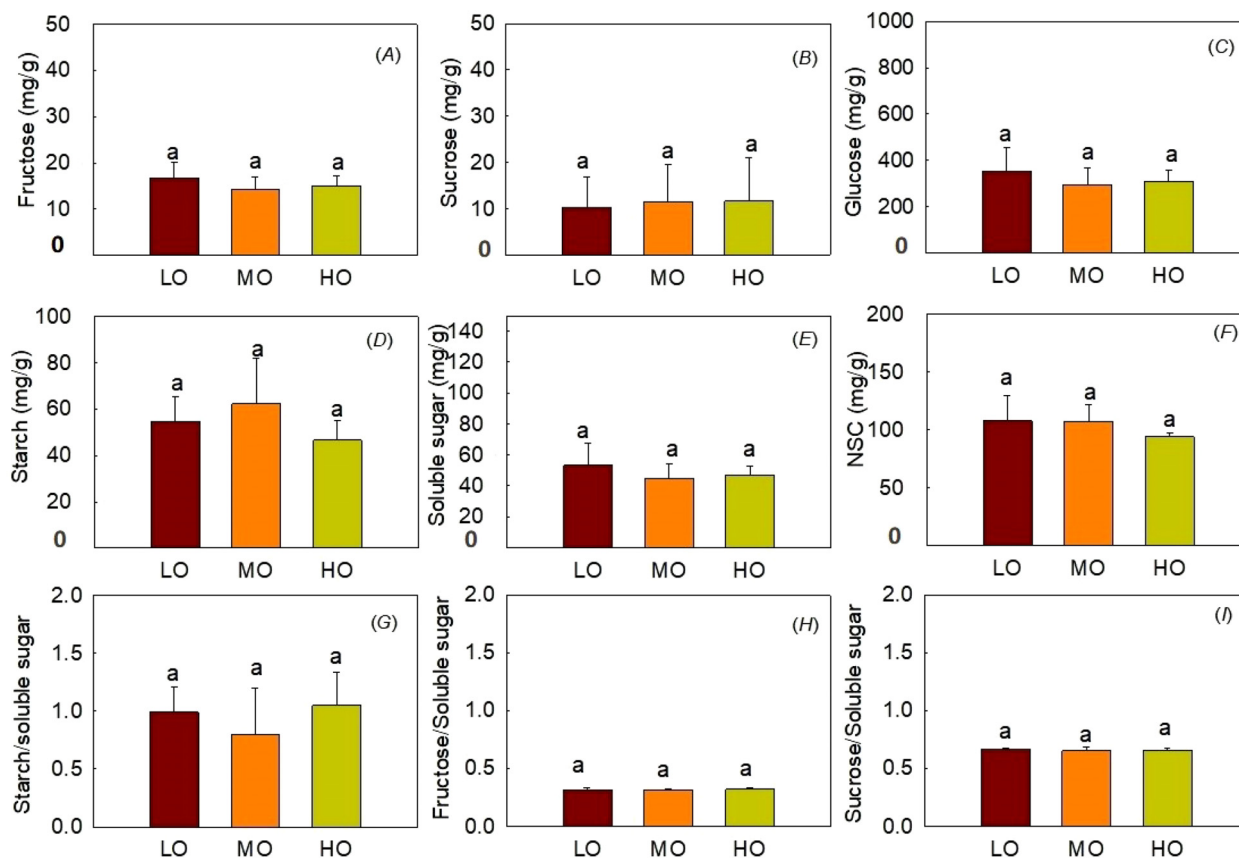 50
40
30
20
10
0
Fructose (mg/g)
(A)
a
a
a
LO
MO
HO
50
40
30
20
10
0
Sucrose (mg/g)
(B)
a
a
a
LO
MO
HO
1000
800
600
400
200
0
Glucose (mg/g)
(C)
a
a
a
LO
MO
HO
100
80
60
40
20
0
Starch (mg/g)
(D)
a
a
a
LO
MO
HO
140
120
100
80
60
40
20
0
Soluble sugar (mg/g)
(E)
a
a
a
LO
MO
HO
200
150
100
50
0
NSC (mg/g)
(F)
a
a
a
LO
MO
HO
2.0
1.5
1.0
0.5
0.0
Starch/soluble sugar
(G)
a
a
a
LO
MO
HO
2.0
1.5
1.0
0.5
0.0
Fructose/Soluble sugar
(H)
a
a
a
LO
MO
HO
2.0
1.5
1.0
0.5
0.0
Sucrose/Soluble sugar
(I)
a
a
a
LO
MO
HO